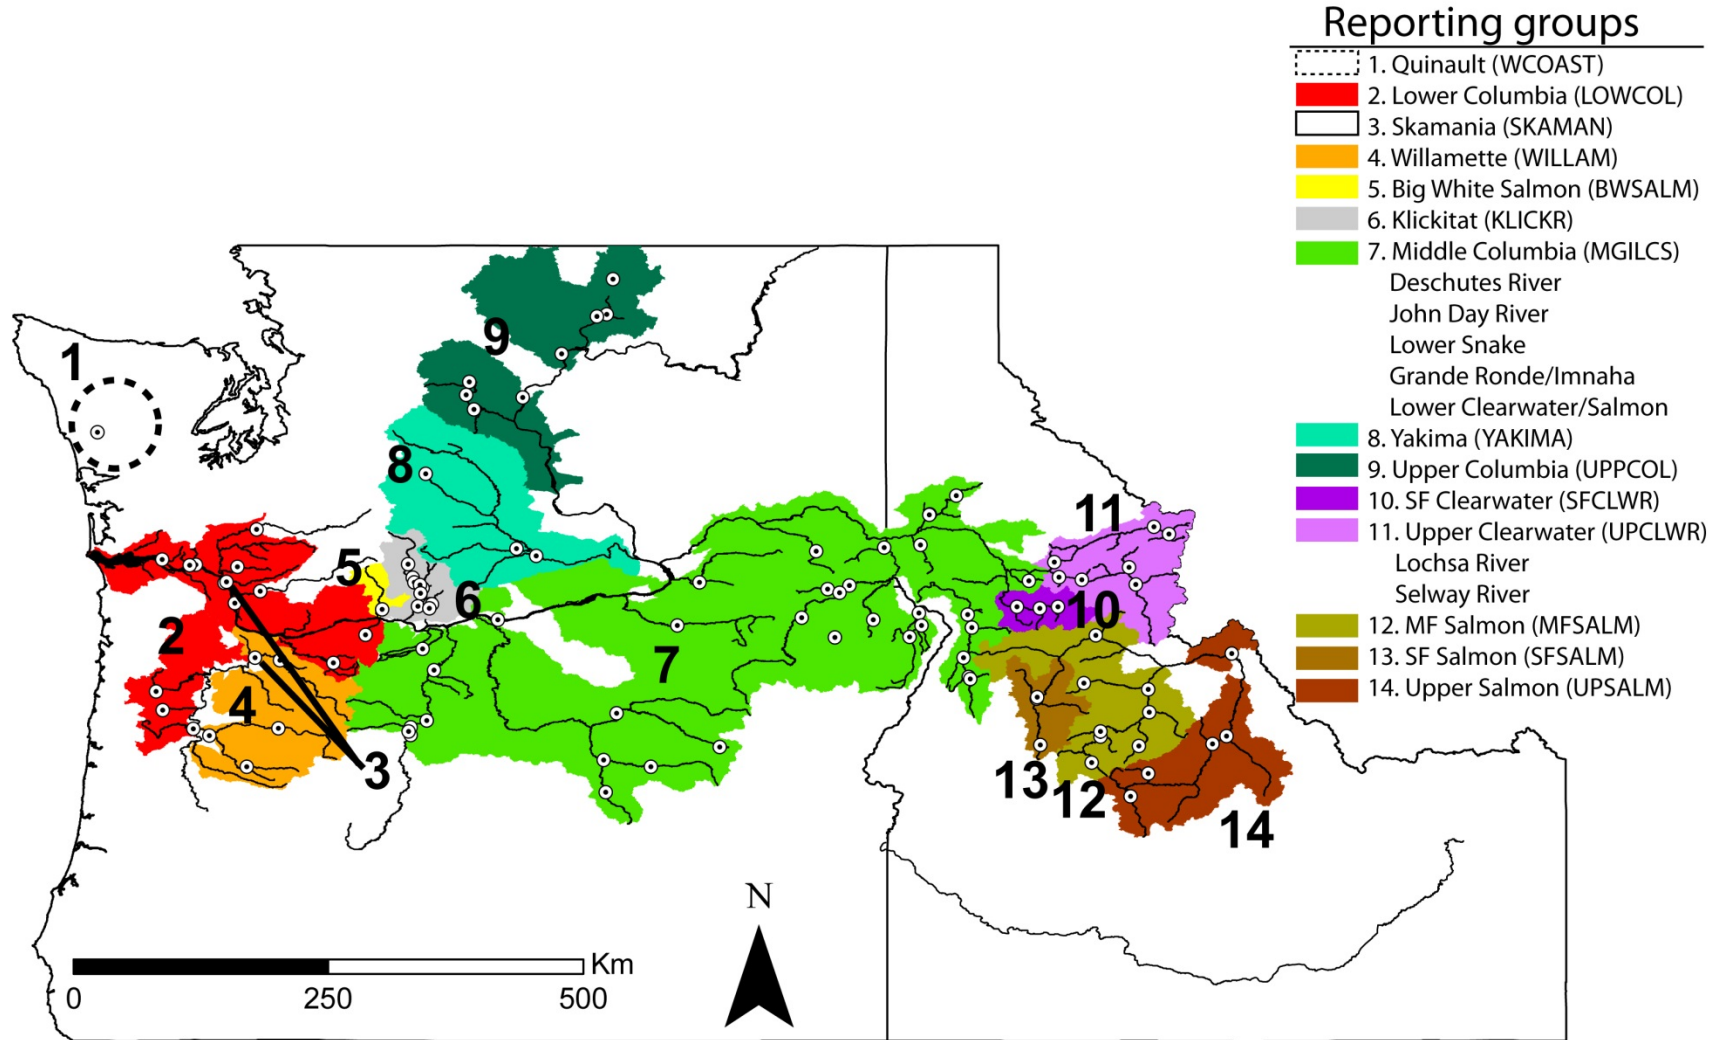 Reporting groups
1. Quinault (WCOAST)
2. Lower Columbia (LOWCOL)
3. Skamania (SKAMAN)
4. Willamette (WILLAM)
5. Big White Salmon (BWSALM)
6. Klickitat (KLICKR)
7. Middle Columbia (MGILCS)
Deschutes River
John Day River
Lower Snake
Grande Ronde/Imnaha
Lower Clearwater/Salmon
8. Yakima (YAKIMA)
9. Upper Columbia (UPPCOL)
10. SF Clearwater (SFCLWR)
11. Upper Clearwater (UPCLWR)
Lochsa River
Selway River
12. MF Salmon (MFSALM)
13. SF Salmon (SFSALM)
14. Upper Salmon (UPSALM)
9
1
8
11
5
6
10
2
7
4
3
13
12
14
N
Km
0 250 500